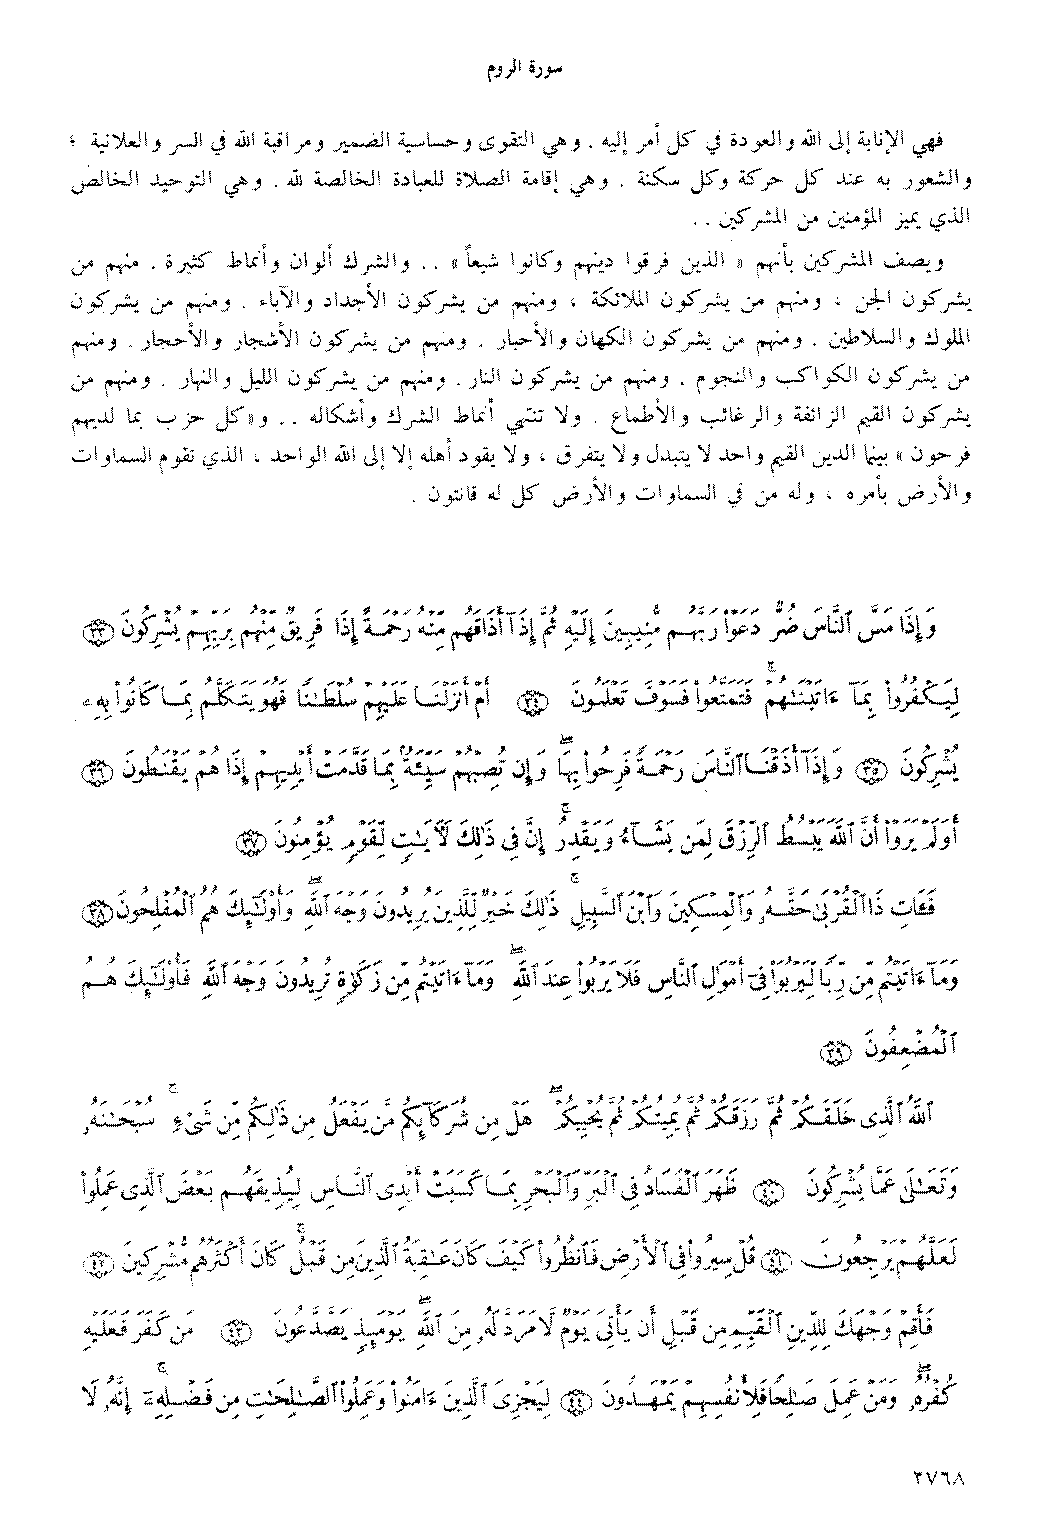 سورة الروم
فهي الإنابة إلى الله والعودة في كل أمر إليه . وهي التقوى وحساسية الضمير ومراقبة الله في السر والعلانية ؛
والشعور به عند كل حركة وكل سكنة . وهي إقامة الصلاة للعبادة الخالصة لله . وهي التوحيد الخالص
الذي يميز المؤمنين من المشركين . .
ويصف المشركين بأنهم « الذين فرقوا دينهم وكانوا شيعاً » . . والشرك ألوان وأنماط كثيرة . منهم من
يشركون الجن ، ومنهم من يشركون الملائكة ، ومنهم من يشركون الأجداد والآباء . ومنهم من يشركون
الملوك والسلاطين . ومنهم من يشركون الكهان والأحبار . ومنهم من يشركون الأشجار والأحجار . ومنهم
من يشركون الكواكب والنجوم . ومنهم من يشركون النار . ومنهم من يشركون الليل والنهار . ومنهم من
يشركون القيم الزائفة والرغائب والأطماع . ولا تنتهي أنماط الشرك وأشكاله . . و« كل حزب بما لديهم
فرحون » بينما الدين القيم واحد لا يتبدل ولا يتفرق ، ولا يقود أهله إلا إلى الله الواحد ، الذي تقوم السماوات
والأرض بأمره ، وله من في السماوات والأرض كل له قانتون .
وَإِذَا مَسَّ ٱلنَّاسَ ضُرٌّ دَعَوْا۟ رَبَّهُم مُّنِيبِينَ إِلَيْهِ ثُمَّ إِذَآ أَذَاقَهُم مِّنْهُ رَحْمَةً إِذَا فَرِيقٌ مِّنْهُم بِرَبِّهِمْ يُشْرِكُونَ ٣٣
لِيَكْفُرُوا۟ بِمَآ ءَاتَيْنَـٰهُمْ ۚ فَتَمَتَّعُوا۟ فَسَوْفَ تَعْلَمُونَ ٣٤ أَمْ أَنزَلْنَا عَلَيْهِمْ سُلْطَـٰنًا فَهُوَ يَتَكَلَّمُ بِمَا كَانُوا۟ بِهِۦ
يُشْرِكُونَ ٣٥ وَإِذَآ أَذَقْنَا ٱلنَّاسَ رَحْمَةً فَرِحُوا۟ بِهَا ۖ وَإِن تُصِبْهُمْ سَيِّئَةٌۢ بِمَا قَدَّمَتْ أَيْدِيهِمْ إِذَا هُمْ يَقْنَطُونَ ٣٦
أَوَلَمْ يَرَوْا۟ أَنَّ ٱللَّهَ يَبْسُطُ ٱلرِّزْقَ لِمَن يَشَآءُ وَيَقْدِرُ ۚ إِنَّ فِى ذَٰلِكَ لَـَٔايَـٰتٍ لِّقَوْمٍ يُؤْمِنُونَ ٣٧
فَـَٔاتِ ذَا ٱلْقُرْبَىٰ حَقَّهُۥ وَٱلْمِسْكِينَ وَٱبْنَ ٱلسَّبِيلِ ۚ ذَٰلِكَ خَيْرٌ لِّلَّذِينَ يُرِيدُونَ وَجْهَ ٱللَّهِ ۖ وَأُو۟لَـٰٓئِكَ هُمُ ٱلْمُفْلِحُونَ ٣٨
وَمَآ ءَاتَيْتُم مِّن رِّبًا لِّيَرْبُوَا۟ فِىٓ أَمْوَٰلِ ٱلنَّاسِ فَلَا يَرْبُوا۟ عِندَ ٱللَّهِ ۖ وَمَآ ءَاتَيْتُم مِّن زَكَوٰةٍ تُرِيدُونَ وَجْهَ ٱللَّهِ فَأُو۟لَـٰٓئِكَ هُمُ
ٱلْمُضْعِفُونَ ٣٩
ٱللَّهُ ٱلَّذِى خَلَقَكُمْ ثُمَّ رَزَقَكُمْ ثُمَّ يُمِيتُكُمْ ثُمَّ يُحْيِيكُمْ ۖ هَلْ مِن شُرَكَآئِكُم مَّن يَفْعَلُ مِن ذَٰلِكُم مِّن شَىْءٍ ۚ سُبْحَـٰنَهُۥ
وَتَعَـٰلَىٰ عَمَّا يُشْرِكُونَ ٤٠ ظَهَرَ ٱلْفَسَادُ فِى ٱلْبَرِّ وَٱلْبَحْرِ بِمَا كَسَبَتْ أَيْدِى ٱلنَّاسِ لِيُذِيقَهُم بَعْضَ ٱلَّذِى عَمِلُوا۟
لَعَلَّهُمْ يَرْجِعُونَ ٤١ قُلْ سِيرُوا۟ فِى ٱلْأَرْضِ فَٱنظُرُوا۟ كَيْفَ كَانَ عَـٰقِبَةُ ٱلَّذِينَ مِن قَبْلُ ۚ كَانَ أَكْثَرُهُم مُّشْرِكِينَ ٤٢
فَأَقِمْ وَجْهَكَ لِلدِّينِ ٱلْقَيِّمِ مِن قَبْلِ أَن يَأْتِىَ يَوْمٌ لَّا مَرَدَّ لَهُۥ مِنَ ٱللَّهِ ۖ يَوْمَئِذٍ يَصَّدَّعُونَ ٤٣ مَن كَفَرَ فَعَلَيْهِ
كُفْرُهُۥ ۖ وَمَنْ عَمِلَ صَـٰلِحًا فَلِأَنفُسِهِمْ يَمْهَدُونَ ٤٤ لِيَجْزِىَ ٱلَّذِينَ ءَامَنُوا۟ وَعَمِلُوا۟ ٱلصَّـٰلِحَـٰتِ مِن فَضْلِهِۦٓ ۚ إِنَّهُۥ لَا
٢٧٦٨